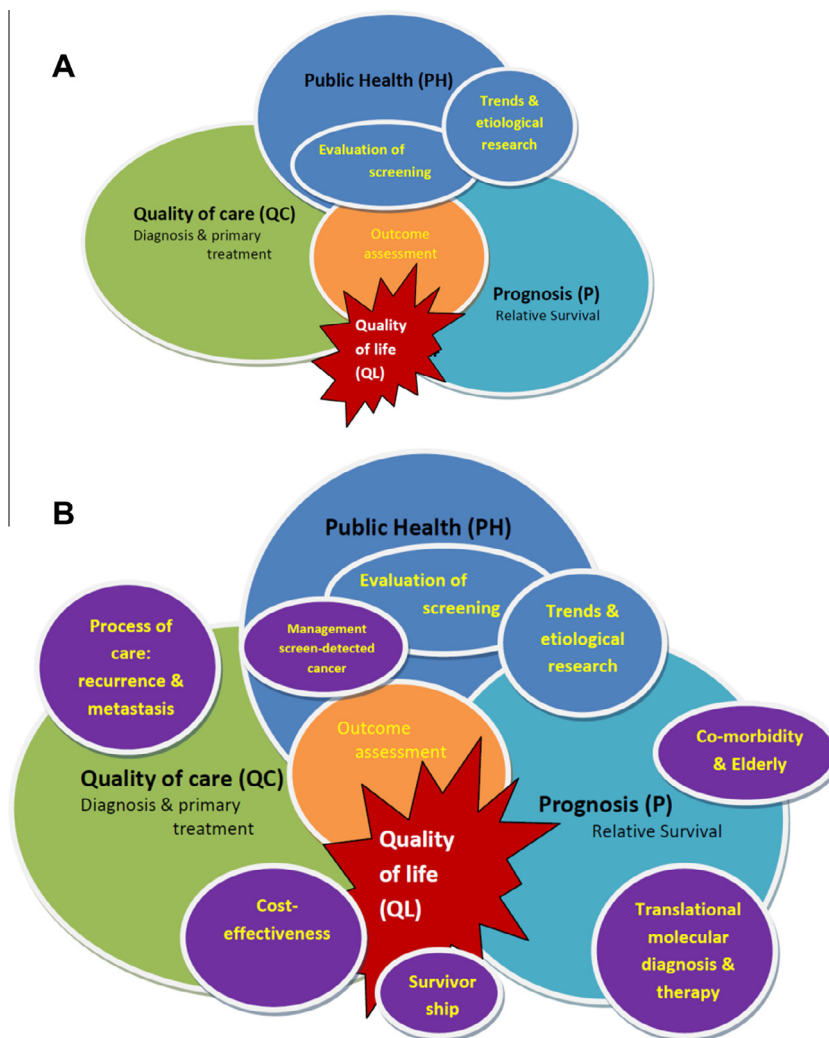 A
Public Health (PH)
Trends &
etiological
research
Evaluation of
screening
Quality of care (QC)
Diagnosis & primary
treatment
Outcome
assessment
Prognosis (P)
Relative Survival
Quality
of life
(QL)
B
Public Health (PH)
Evaluation of
screening
Trends &
etiological
research
Process of
care:
recurrence &
metastasis
Management
screen-detected
cancer
Outcome
assessment
Co-morbidity
& Elderly
Quality of care (QC)
Diagnosis & primary
treatment
Prognosis (P)
Relative Survival
Quality
of life
(QL)
Cost-
effectiveness
Translational
molecular
diagnosis &
therapy
Survivor
ship